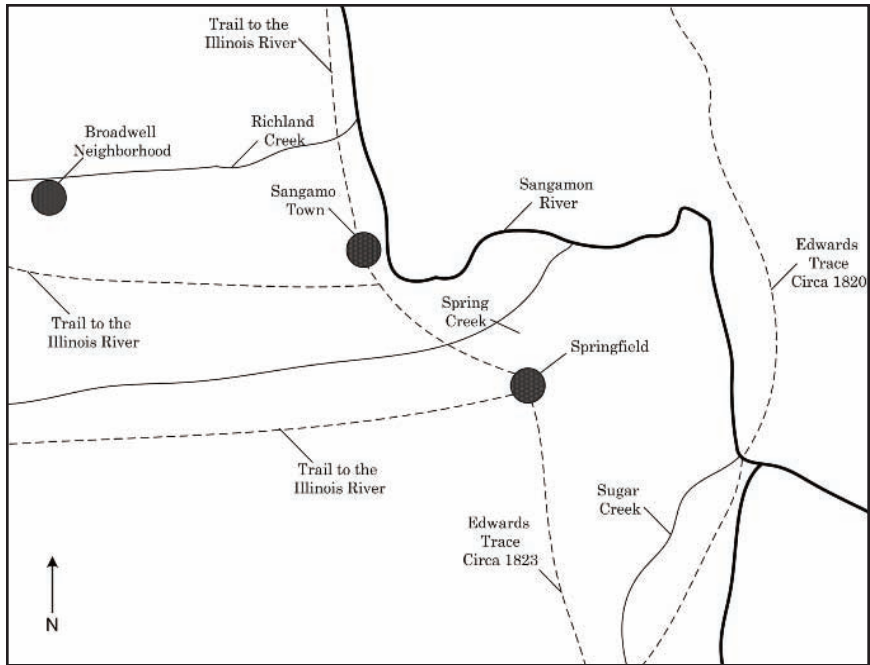 Trail to the
Illinois River
Broadwell
Neighborhood
Richland
Creek
Sangamo
Town
Sangamon
River
Edwards
Trace
Circa 1820
Trail to the
Illinois River
Spring
Creek
Springfield
Trail to the
Illinois River
Sugar
Creek
Edwards
Trace
Circa 1823
N